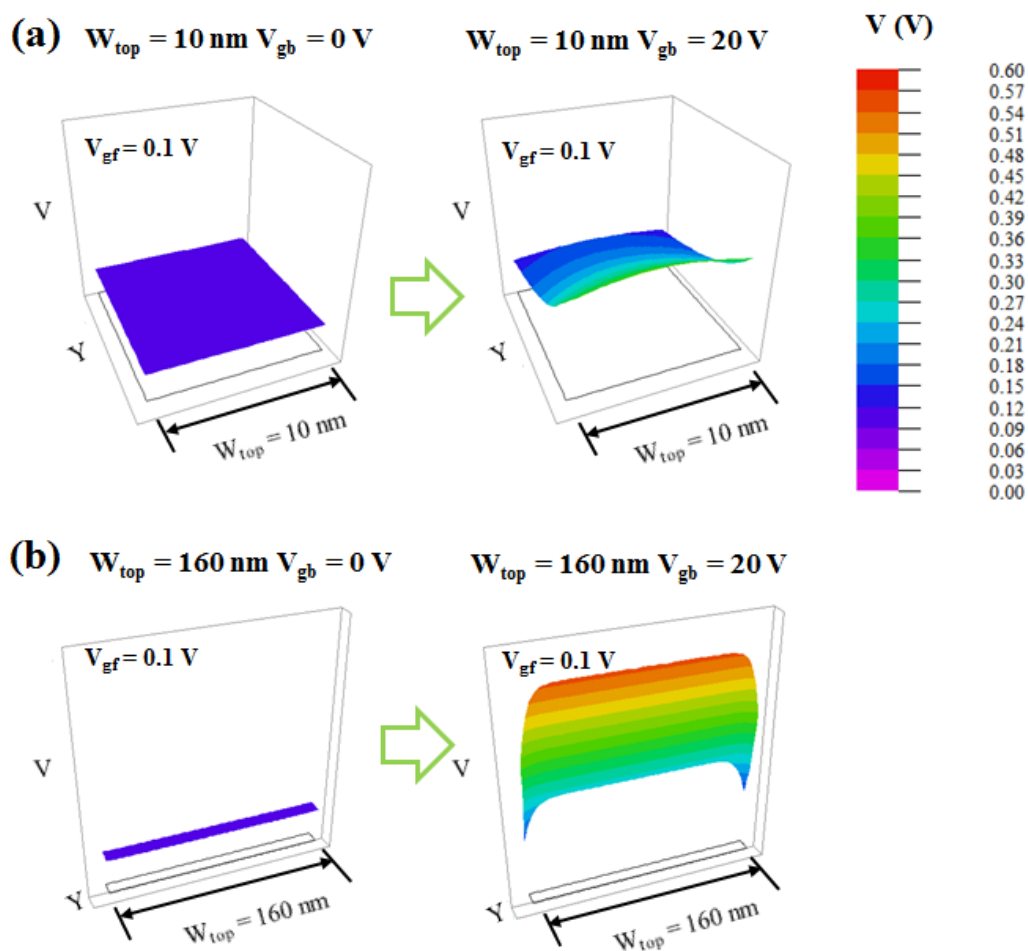 (a) W_top = 10 nm V_gb = 0 V
W_top = 10 nm V_gb = 20 V
V (V)
V_gf = 0.1 V
V
Y
W_top = 10 nm
V_gf = 0.1 V
V
Y
W_top = 10 nm
0.60
0.57
0.54
0.51
0.48
0.45
0.42
0.39
0.36
0.33
0.30
0.27
0.24
0.21
0.18
0.15
0.12
0.09
0.06
0.03
0.00
(b) W_top = 160 nm V_gb = 0 V
W_top = 160 nm V_gb = 20 V
V_gf = 0.1 V
V
Y
W_top = 160 nm
V_gf = 0.1 V
V
Y
W_top = 160 nm